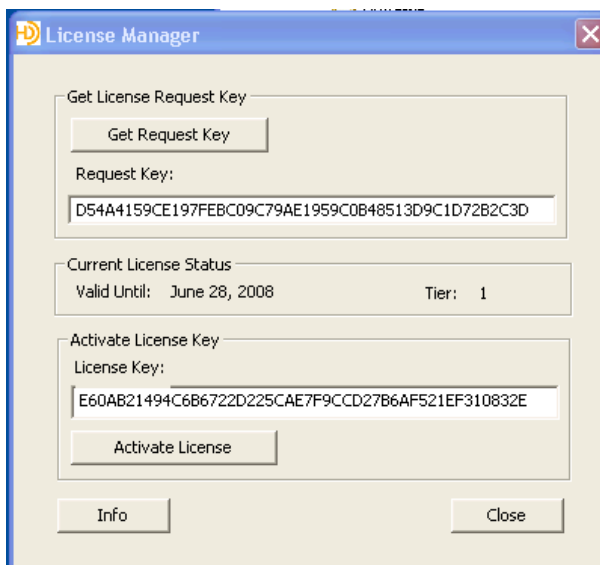 License Manager
Get License Request Key
Get Request Key
Request Key:
D54A4159CE197FEBC09C79AE1959C0B48513D9C1D72B2C3D
Current License Status
Valid Until: June 28, 2008 Tier: 1
Activate License Key
License Key:
E60AB21494C6B6722D225CAE7F9CCD27B6AF521EF310832E
Activate License
Info Close